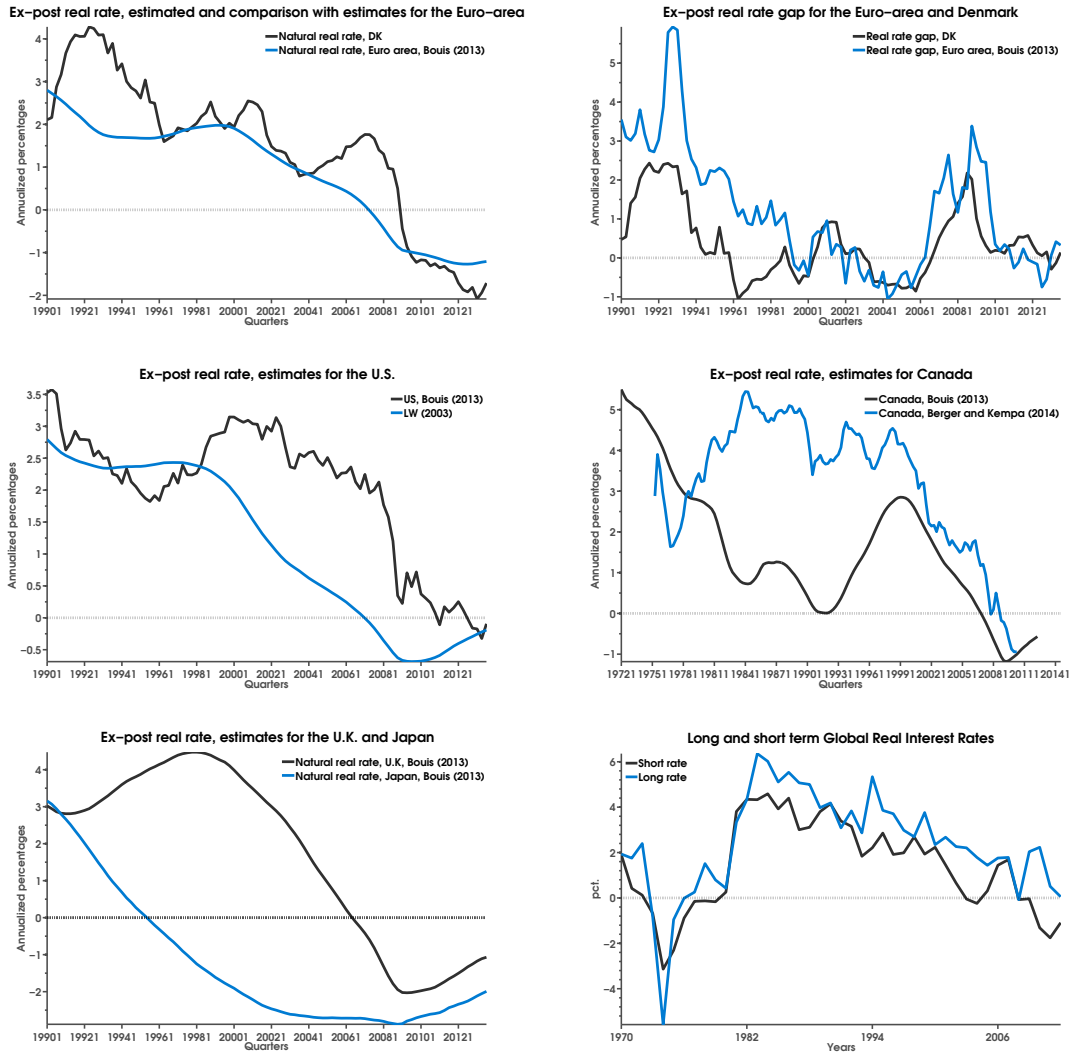 Ex−post real rate, estimated and comparison with estimates for the Euro−area
Natural real rate, DK
Natural real rate, Euro area, Bouis (2013)
Annualized percentages
4
3
2
1
0
−1
−2
19901 19921 19941 19961 19981 20001 20021 20041 20061 20081 20101 20121
Quarters
Ex−post real rate gap for the Euro−area and Denmark
Real rate gap, DK
Real rate gap, Euro area, Bouis (2013)
Annualized percentages
5
4
3
2
1
0
−1
19901 19921 19941 19961 19981 20001 20021 20041 20061 20081 20101 20121
Quarters
Ex−post real rate, estimates for the U.S.
US, Bouis (2013)
LW (2003)
Annualized percentages
3.5
3
2.5
2
1.5
1
0.5
0
−0.5
19901 19921 19941 19961 19981 20001 20021 20041 20061 20081 20101 20121
Quarters
Ex−post real rate, estimates for Canada
Canada, Bouis (2013)
Canada, Berger and Kempa (2014)
Annualized percentages
5
4
3
2
1
0
−1
19721 19751 19781 19811 19841 19871 19901 19931 19961 19991 20021 20051 20081 20111 20141
Quarters
Ex−post real rate, estimates for the U.K. and Japan
Natural real rate, U.K, Bouis (2013)
Natural real rate, Japan, Bouis (2013)
Annualized percentages
4
3
2
1
0
−1
−2
19901 19921 19941 19961 19981 20001 20021 20041 20061 20081 20101 20121
Quarters
Long and short term Global Real Interest Rates
Short rate
Long rate
pct.
6
4
2
0
−2
−4
1970 1982 1994 2006
Years